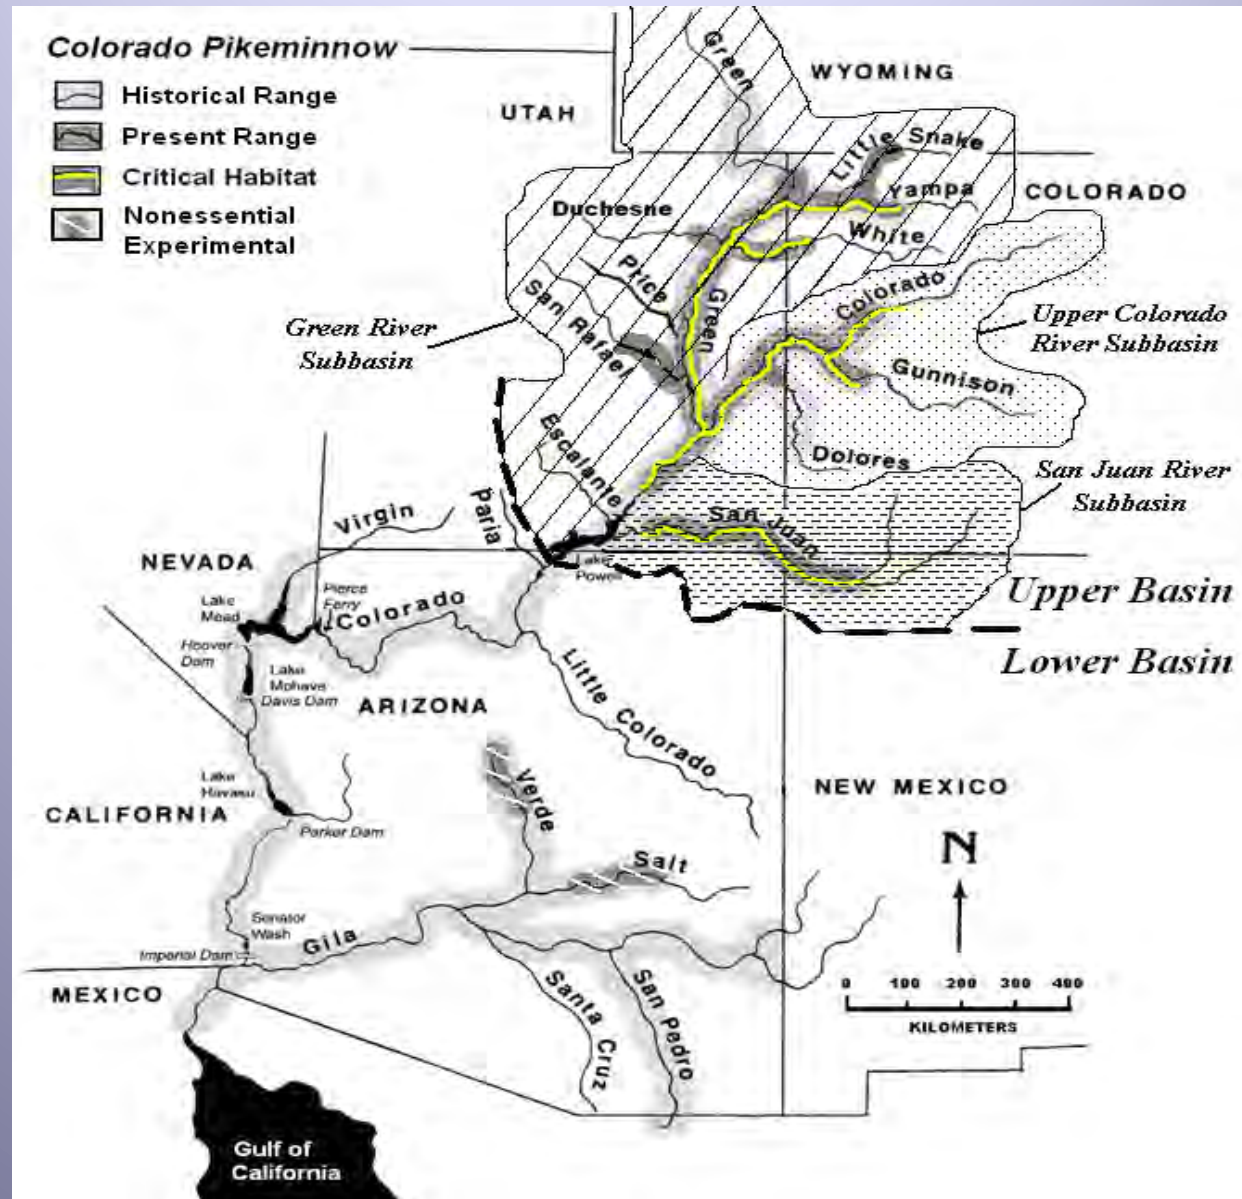 Colorado Pikeminnow
Historical Range
Present Range
Critical Habitat
Nonessential
Experimental
Green
WYOMING
UTAH
Little Snake
Yampa
COLORADO
Duchesne
White
Price
San Rafael
Green
Colorado
Green River
Subbasin
Upper Colorado
River Subbasin
Gunnison
Escalante
Dolores
San Juan River
Subbasin
Paria
Virgin
San Juan
NEVADA
Lake
Powell
Upper Basin
Lower Basin
Lake
Mead
Pierce
Ferry
Colorado
Hoover
Dam
Lake
Mohave
Davis Dam
ARIZONA
Little Colorado
Verde
NEW MEXICO
Lake
Havasu
CALIFORNIA
Parker Dam
Salt
N
Senator
Wash
Gila
Imperial Dam
MEXICO
Santa Cruz
San Pedro
0 100 200 300 400
KILOMETERS
Gulf of
California